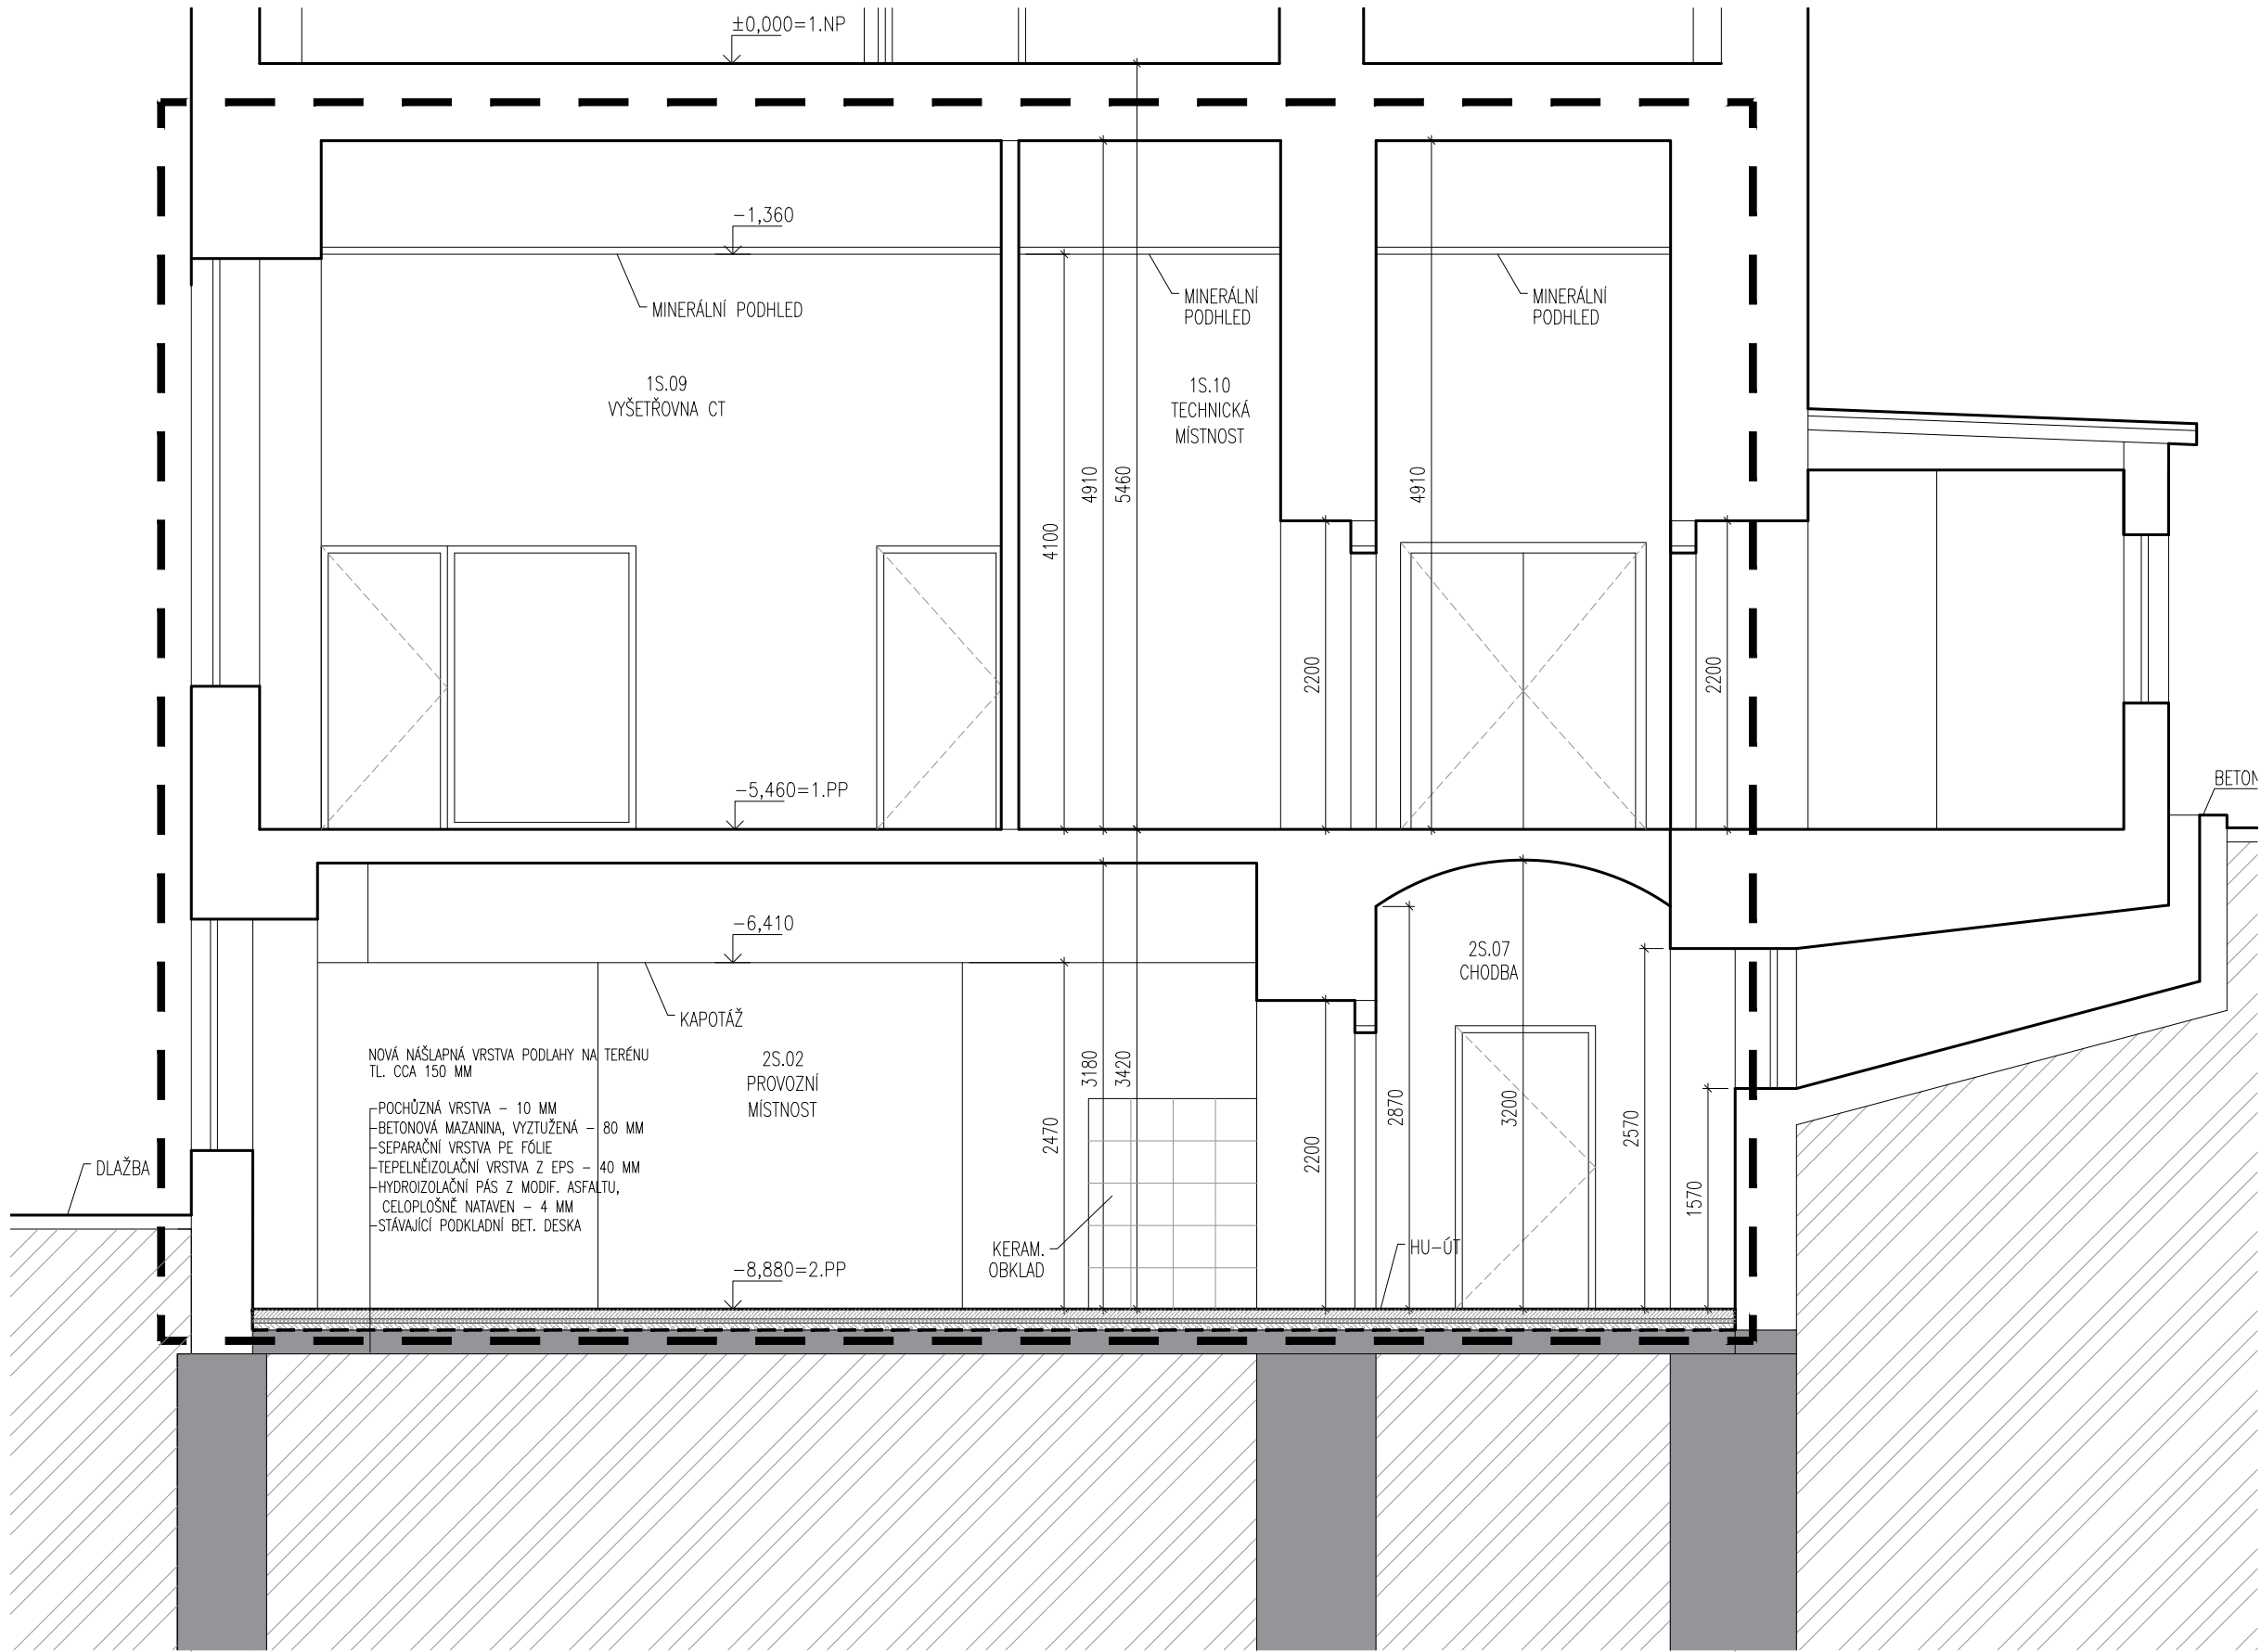 ±0,000=1.NP
-1,360
MINERÁLNÍ PODHLED
MINERÁLNÍ
PODHLED
MINERÁLNÍ
PODHLED
1S.09
VYŠETŘOVNA CT
1S.10
TECHNICKÁ
MÍSTNOST
4910
5460
4910
4100
2200
2200
-5,460=1.PP
BETON
-6,410
2S.07
CHODBA
KAPOTÁŽ
NOVÁ NÁŠLAPNÁ VRSTVA PODLAHY NA TERÉNU
TL. CCA 150 MM
2S.02
PROVOZNÍ
MÍSTNOST
POCHŮZNÁ VRSTVA - 10 MM
BETONOVÁ MAZANINA, VYZTUŽENÁ - 80 MM
SEPARAČNÍ VRSTVA PE FÓLIE
TEPELNĚIZOLAČNÍ VRSTVA Z EPS - 40 MM
HYDROIZOLAČNÍ PÁS Z MODIF. ASFALTU,
CELOPLOŠNĚ NATAVEN - 4 MM
STÁVAJÍCÍ PODKLADNÍ BET. DESKA
DLAŽBA
3180
3420
2470
2200
2870
3200
2570
1570
KERAM.
OBKLAD
HU-ÚT
-8,880=2.PP